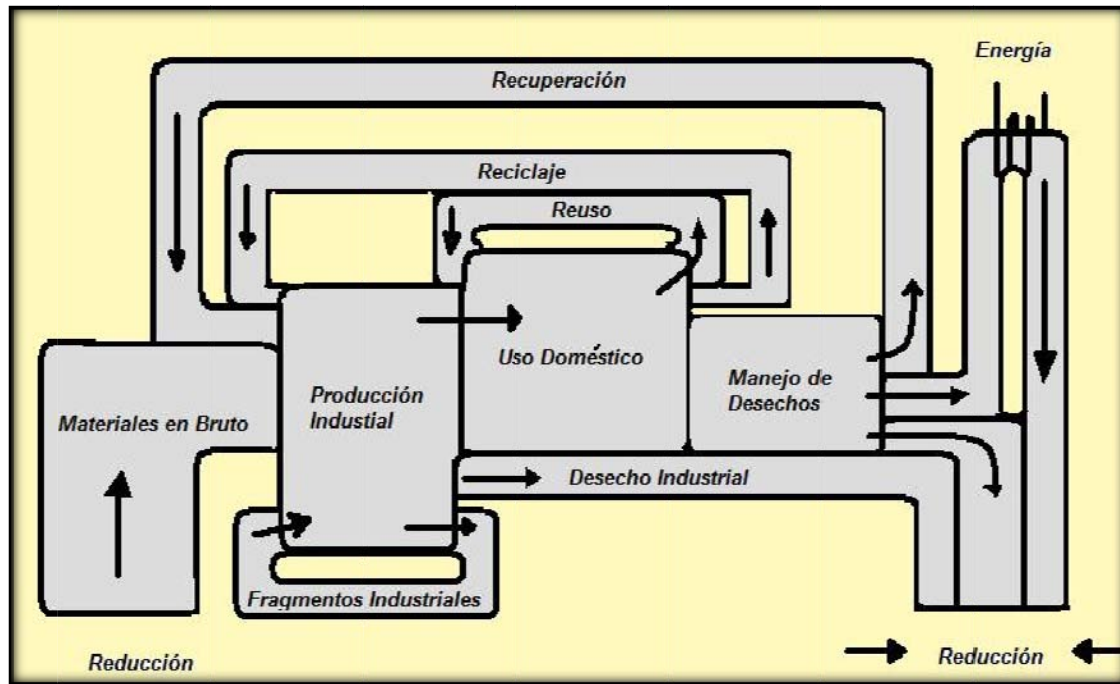 Energía
Recuperación
Reciclaje
Reuso
Uso Doméstico
Manejo de
Desechos
Producción
Industial
Materiales en Bruto
Desecho Industrial
Fragmentos Industriales
Reducción
Reducción